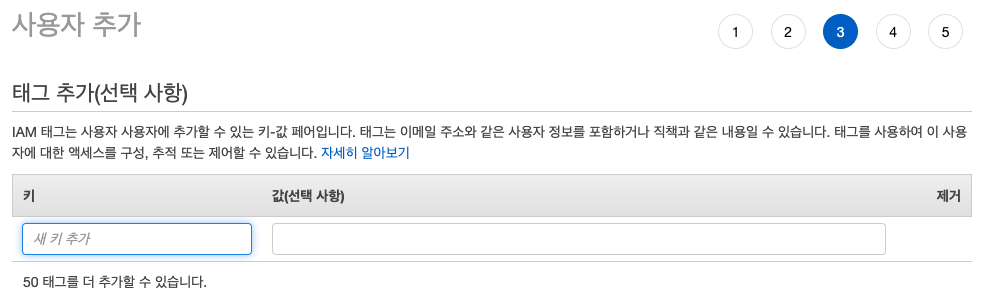 사용자 추가
1 2 3 4 5
태그 추가(선택 사항)
IAM 태그는 사용자 사용자에 추가할 수 있는 키-값 페어입니다. 태그는 이메일 주소와 같은 사용자 정보를 포함하거나 직책과 같은 내용일 수 있습니다. 태그를 사용하여 이 사용
자에 대한 액세스를 구성, 추적 또는 제어할 수 있습니다. 자세히 알아보기
키 값(선택 사항) 제거
새 키 추가
50 태그를 더 추가할 수 있습니다.